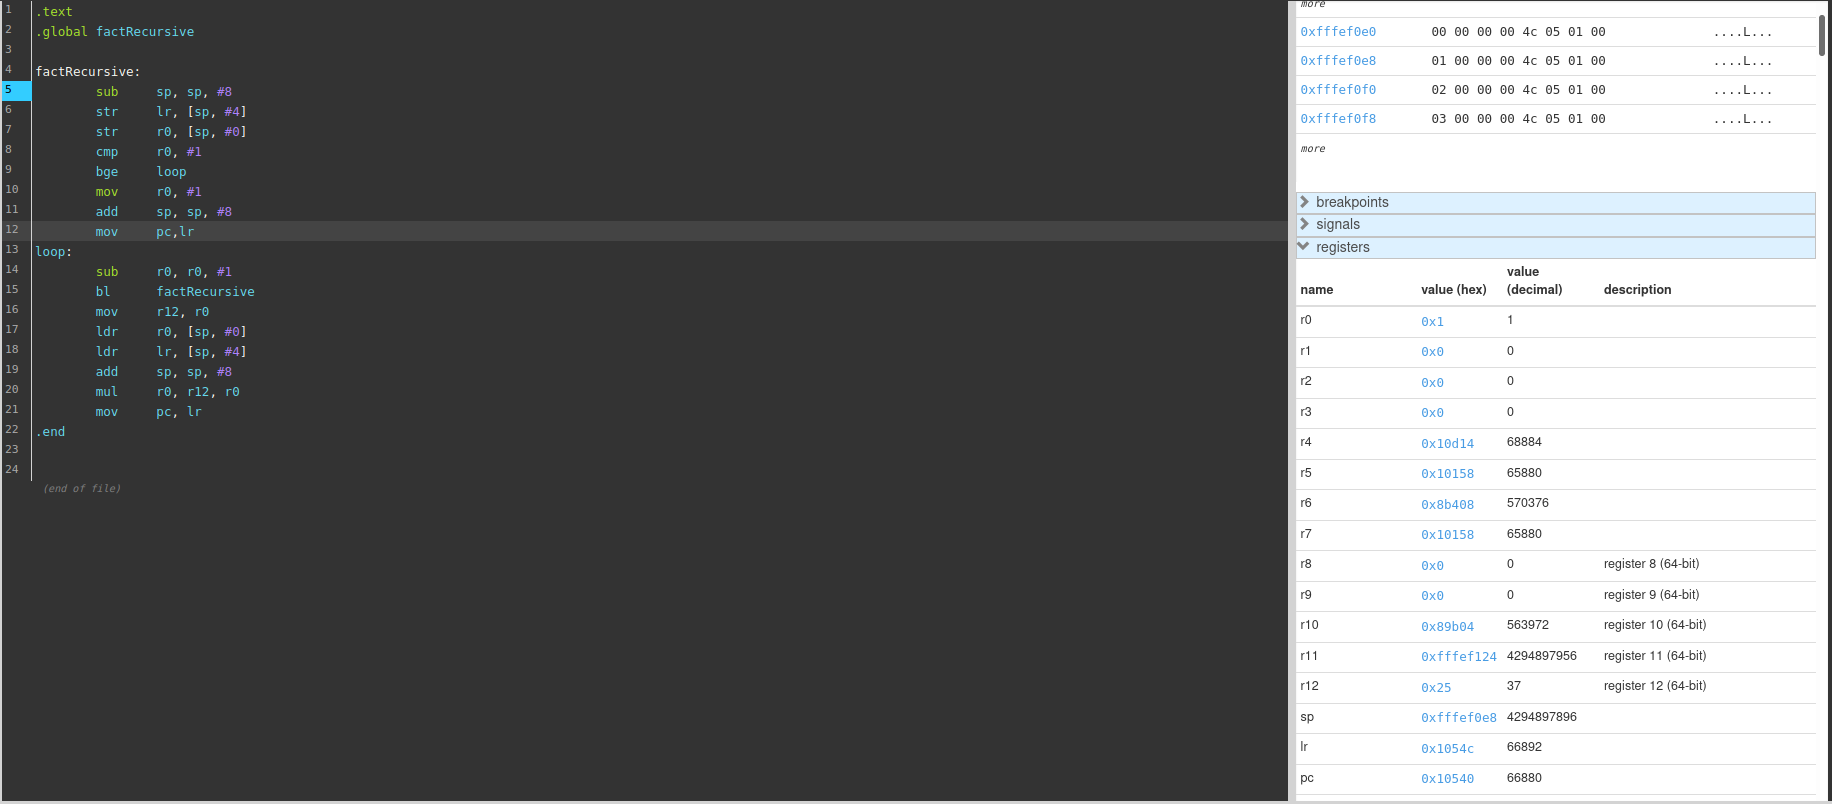 1 .text
2 .global factRecursive
3
4 factRecursive:
5 sub sp, sp, #8
6 str lr, [sp, #4]
7 str r0, [sp, #0]
8 cmp r0, #1
9 bge loop
10 mov r0, #1
11 add sp, sp, #8
12 mov pc,lr
13 loop:
14 sub r0, r0, #1
15 bl factRecursive
16 mov r12, r0
17 ldr r0, [sp, #0]
18 ldr lr, [sp, #4]
19 add sp, sp, #8
20 mul r0, r12, r0
21 mov pc, lr
22 .end
23
24
(end of file)
more
0xfffef0e0 00 00 00 00 4c 05 01 00 ....L...
0xfffef0e8 01 00 00 00 4c 05 01 00 ....L...
0xfffef0f0 02 00 00 00 4c 05 01 00 ....L...
0xfffef0f8 03 00 00 00 4c 05 01 00 ....L...
more
breakpoints
signals
registers
name value (hex) value (decimal) description
r0 0x1 1
r1 0x0 0
r2 0x0 0
r3 0x0 0
r4 0x10d14 68884
r5 0x10158 65880
r6 0x8b408 570376
r7 0x10158 65880
r8 0x0 0 register 8 (64-bit)
r9 0x0 0 register 9 (64-bit)
r10 0x89b04 563972 register 10 (64-bit)
r11 0xfffef124 4294897956 register 11 (64-bit)
r12 0x25 37 register 12 (64-bit)
sp 0xfffef0e8 4294897896
lr 0x1054c 66892
pc 0x10540 66880